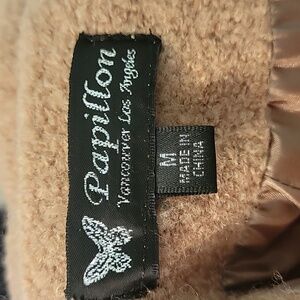 Papillon
Vancouver Los Angeles
M
MADE IN
CHINA